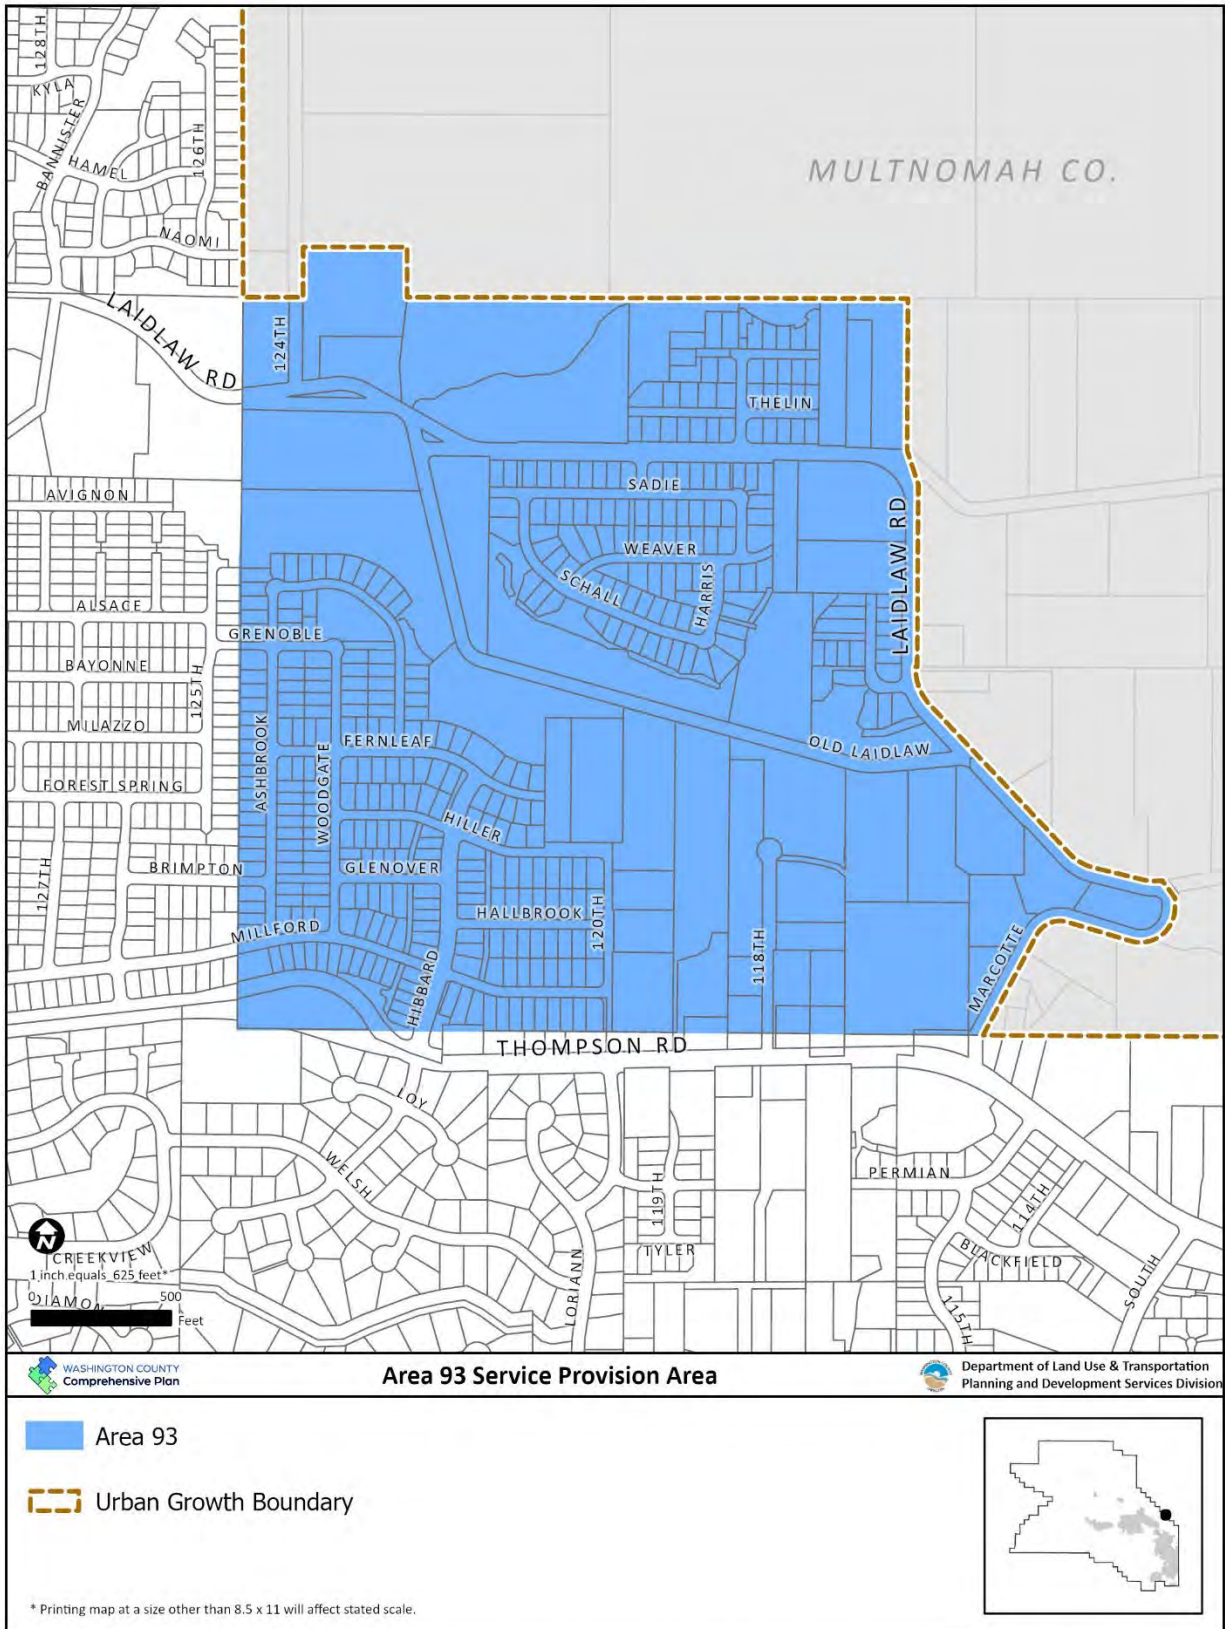 128TH
KYLA
BANNISTER
HAMEL
126TH
NAOMI
MULTNOMAH CO.
LAIDLAW RD
124TH
THELIN
AVIGNON
SADIE
WEAVER
SCHALL
HARRIS
LAIDLAW RD
ALSACE
GRENOBLE
BAYONNE
125TH
MILAZZO
ASHBROOK
WOODGATE
FERNLEAF
OLD LAIDLAW
FOREST SPRING
HILLER
127TH
BRIMPTON
GLENOVER
HALLBROOK
120TH
MILLFORD
HIBBARD
118TH
MARCOTTE
THOMPSON RD
LOY
WELSH
119TH
PERMIAN
114TH
TYLER
BLACKFIELD
LORIANN
115TH
SOUTH
N
CREEKVIEW
1 inch equals 625 feet*
0 500
DIAMON
Feet
WASHINGTON COUNTY
Comprehensive Plan
Area 93 Service Provision Area
Department of Land Use & Transportation
Planning and Development Services Division
Area 93
Urban Growth Boundary
* Printing map at a size other than 8.5 x 11 will affect stated scale.